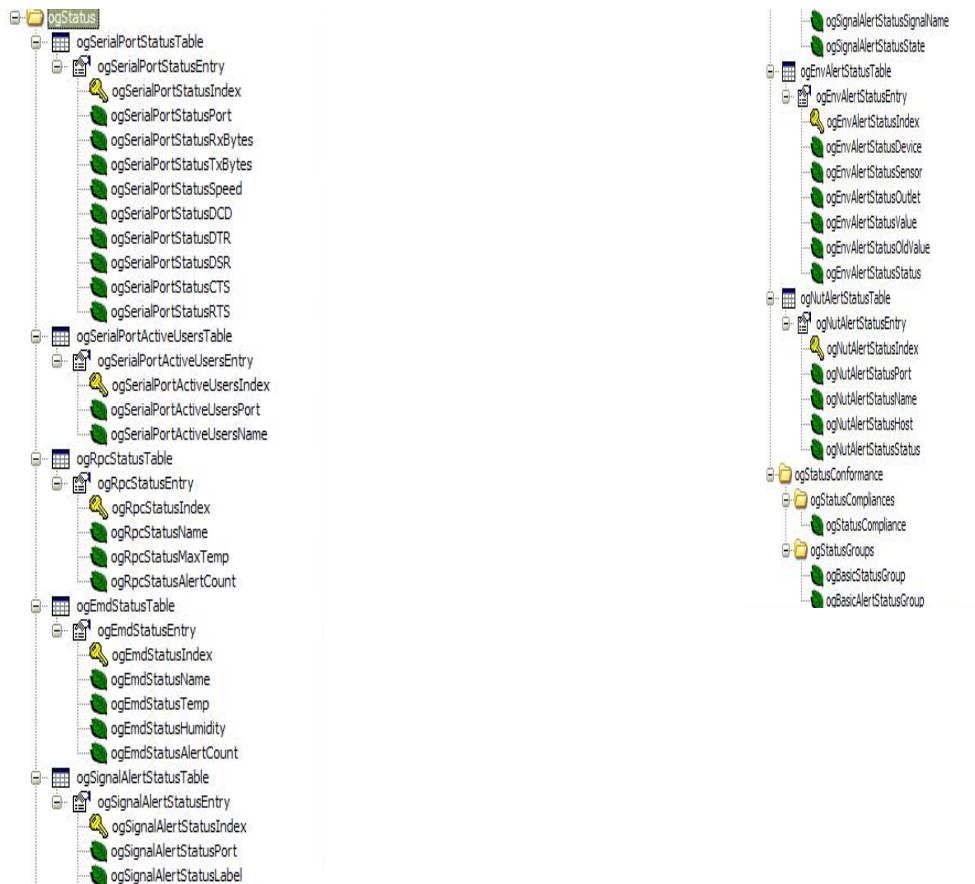 ogStatus
ogSerialPortStatusTable
ogSerialPortStatusEntry
ogSerialPortStatusIndex
ogSerialPortStatusPort
ogSerialPortStatusRxBytes
ogSerialPortStatusTxBytes
ogSerialPortStatusSpeed
ogSerialPortStatusDCD
ogSerialPortStatusDTR
ogSerialPortStatusDSR
ogSerialPortStatusCTS
ogSerialPortStatusRTS
ogSerialPortActiveUsersTable
ogSerialPortActiveUsersEntry
ogSerialPortActiveUsersIndex
ogSerialPortActiveUsersPort
ogSerialPortActiveUsersName
ogRpcStatusTable
ogRpcStatusEntry
ogRpcStatusIndex
ogRpcStatusName
ogRpcStatusMaxTemp
ogRpcStatusAlertCount
ogEmdStatusTable
ogEmdStatusEntry
ogEmdStatusIndex
ogEmdStatusName
ogEmdStatusTemp
ogEmdStatusHumidity
ogEmdStatusAlertCount
ogSignalAlertStatusTable
ogSignalAlertStatusEntry
ogSignalAlertStatusIndex
ogSignalAlertStatusPort
ogSignalAlertStatusLabel
ogSignalAlertStatusSignalName
ogSignalAlertStatusState
ogEnvAlertStatusTable
ogEnvAlertStatusEntry
ogEnvAlertStatusIndex
ogEnvAlertStatusDevice
ogEnvAlertStatusSensor
ogEnvAlertStatusOutlet
ogEnvAlertStatusValue
ogEnvAlertStatusOldValue
ogEnvAlertStatusStatus
ogNutAlertStatusTable
ogNutAlertStatusEntry
ogNutAlertStatusIndex
ogNutAlertStatusPort
ogNutAlertStatusName
ogNutAlertStatusHost
ogNutAlertStatusStatus
ogStatusConformance
ogStatusCompliances
ogStatusCompliance
ogStatusGroups
ogBasicStatusGroup
ogBasicAlertStatusGroup